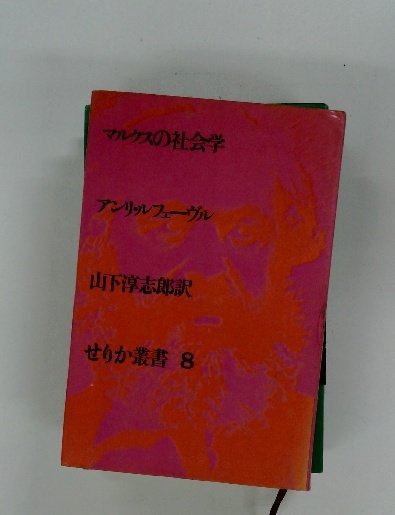 マルクスの社会学
アンリ・ルフェーヴル
山下淳志郎訳
せりか叢書 8